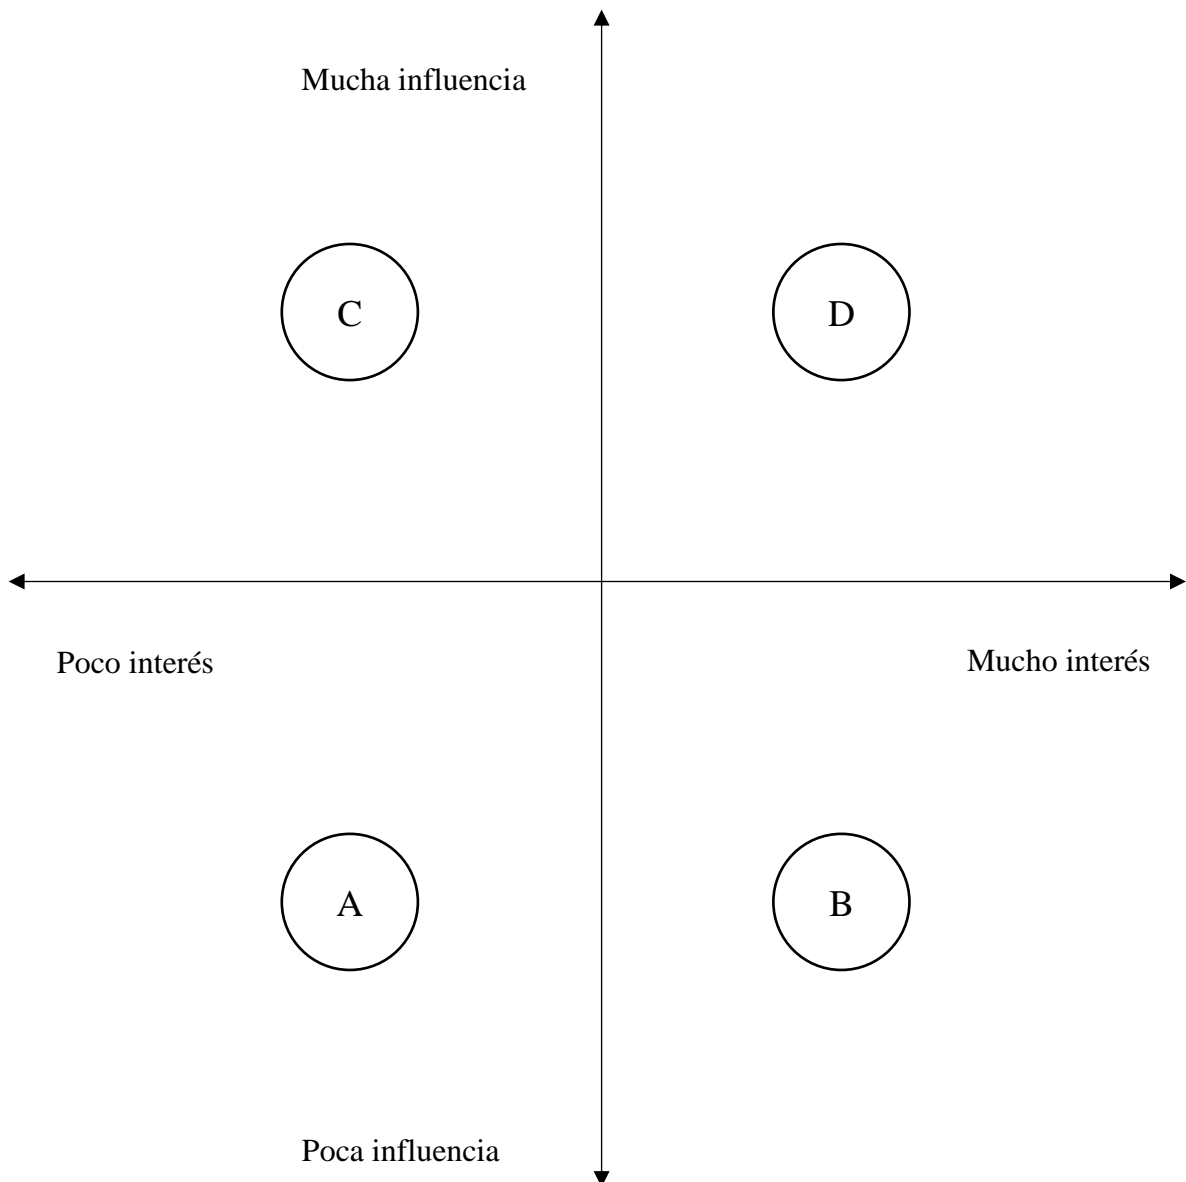 Mucha influencia
C
D
Poco interés
Mucho interés
A
B
Poca influencia